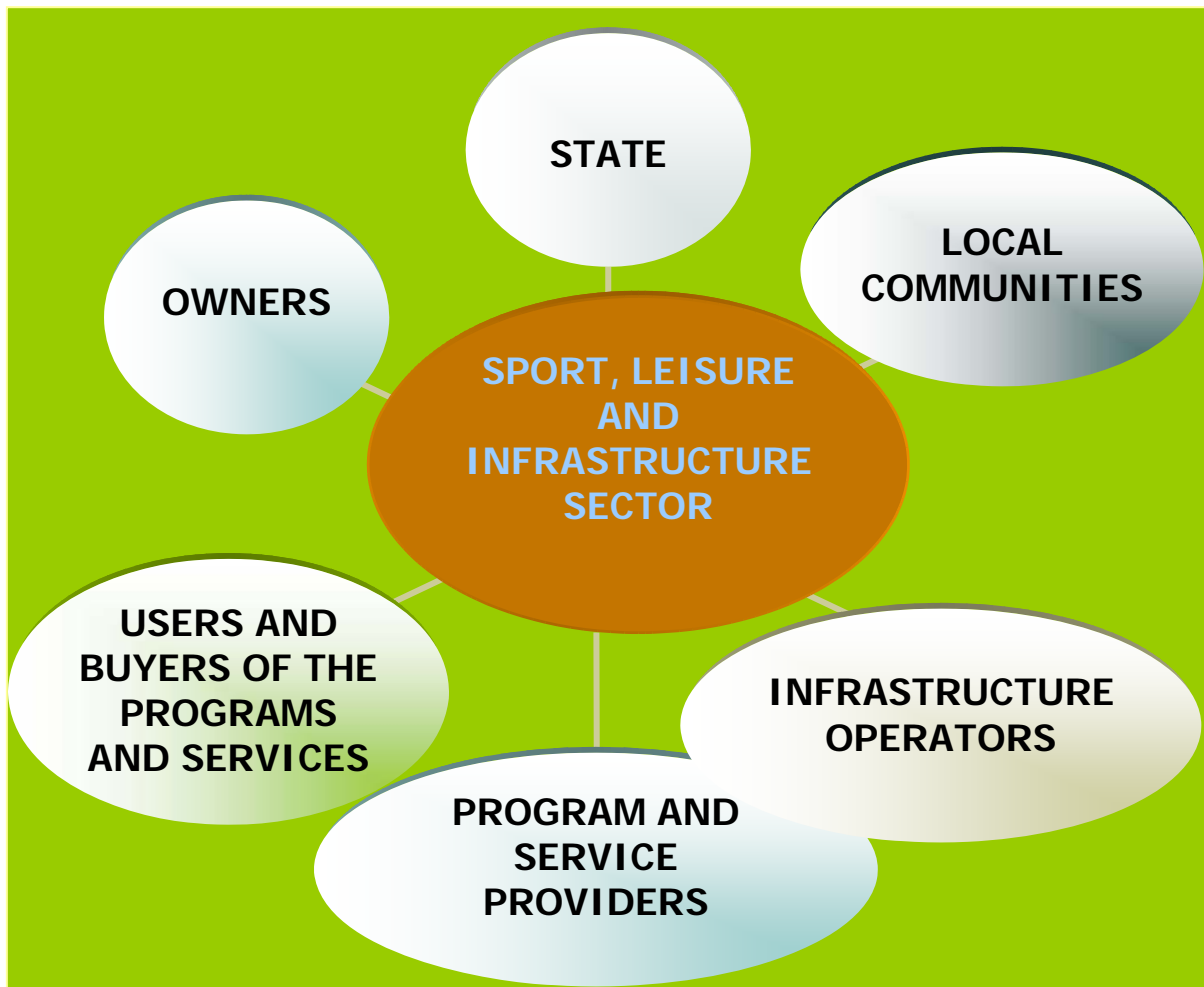 STATE
LOCAL
COMMUNITIES
OWNERS
SPORT, LEISURE
AND
INFRASTRUCTURE
SECTOR
USERS AND
BUYERS OF THE
PROGRAMS
AND SERVICES
INFRASTRUCTURE
OPERATORS
PROGRAM AND
SERVICE
PROVIDERS